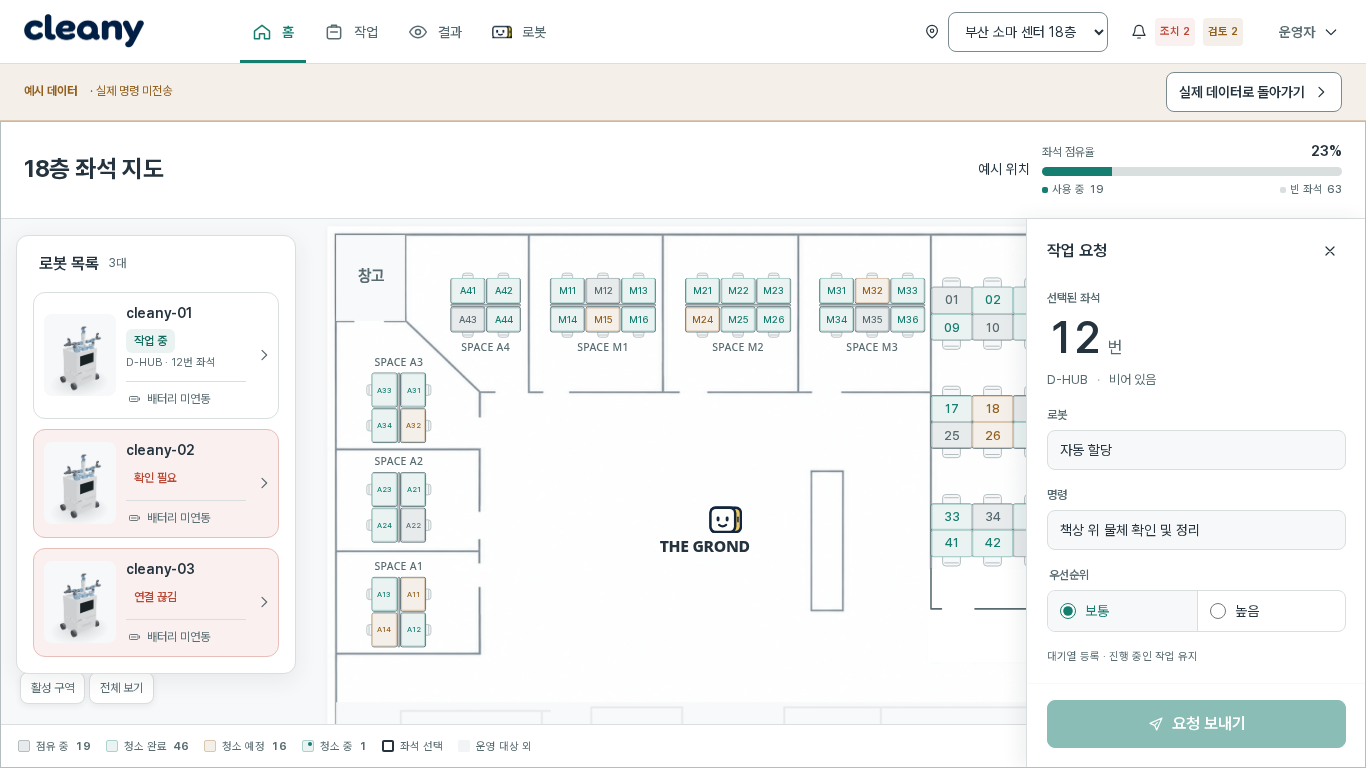 cleany
홈
작업
결과
로봇
부산 소마 센터 18층
조치 2
검토 2
운영자
예시 데이터 · 실제 명령 미전송
실제 데이터로 돌아가기
18층 좌석 지도
예시 위치
좌석 점유율 23%
사용 중 19
빈 좌석 63
로봇 목록 3대
cleany-01
작업 중
D-HUB · 12번 좌석
배터리 미연동
cleany-02
확인 필요
배터리 미연동
cleany-03
연결 끊김
배터리 미연동
활성 구역
전체 보기
창고
A41 A42
A43 A44
SPACE A4
M11 M12 M13
M14 M15 M16
SPACE M1
M21 M22 M23
M24 M25 M26
SPACE M2
M31 M32 M33
M34 M35 M36
SPACE M3
01 02
09 10
SPACE A3
A33 A31
A34 A32
17 18
25 26
SPACE A2
A23 A21
A24 A22
33 34
41 42
THE GROND
SPACE A1
A13 A11
A14 A12
작업 요청
선택된 좌석
12 번
D-HUB · 비어 있음
로봇
자동 할당
명령
책상 위 물체 확인 및 정리
우선순위
보통
높음
대기열 등록 · 진행 중인 작업 유지
요청 보내기
점유 중 19
청소 완료 46
청소 예정 16
청소 중 1
좌석 선택
운영 대상 외